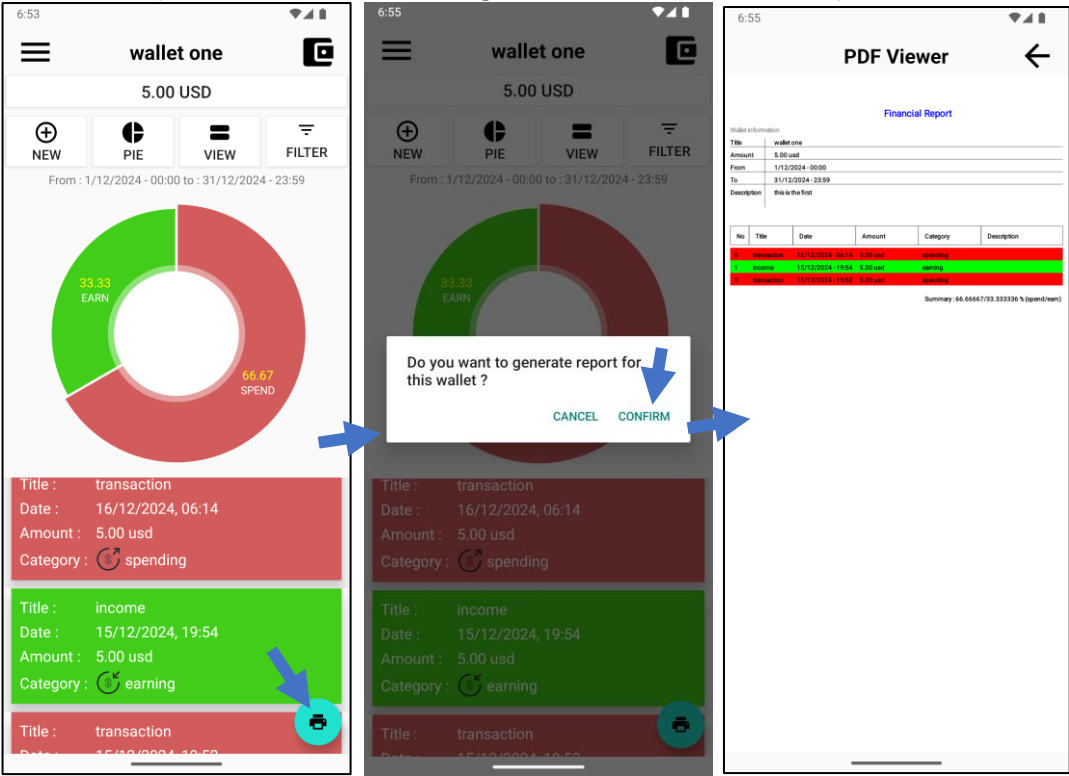 6:53
wallet one
5.00 USD
NEW PIE VIEW FILTER
From : 1/12/2024 - 00:00 to : 31/12/2024 - 23:59
33.33
EARN
66.67
SPEND
Title : transaction
Date : 16/12/2024, 06:14
Amount : 5.00 usd
Category : spending
Title : income
Date : 15/12/2024, 19:54
Amount : 5.00 usd
Category : earning
Title : transaction
6:55
wallet one
5.00 USD
NEW PIE VIEW FILTER
From : 1/12/2024 - 00:00 to : 31/12/2024 - 23:59
33.33
EARN
Do you want to generate report for
this wallet ?
CANCEL CONFIRM
Title : transaction
Date : 16/12/2024, 06:14
Amount : 5.00 usd
Category : spending
Title : income
Date : 15/12/2024, 19:54
Amount : 5.00 usd
Category : earning
Title : transaction
6:55
PDF Viewer
Financial Report
Wallet information
Title wallet one
Amount 5.00 usd
From 1/12/2024 - 00:00
To 31/12/2024 - 23:59
Description this is the first
No Title Date Amount Category Description
0 transaction 16/12/2024 - 06:14 5.00 usd spending
1 income 15/12/2024 - 19:54 5.00 usd earning
2 transaction 5.00 usd spending
Summary : 66.66667/33.333336 % (spend/earn)